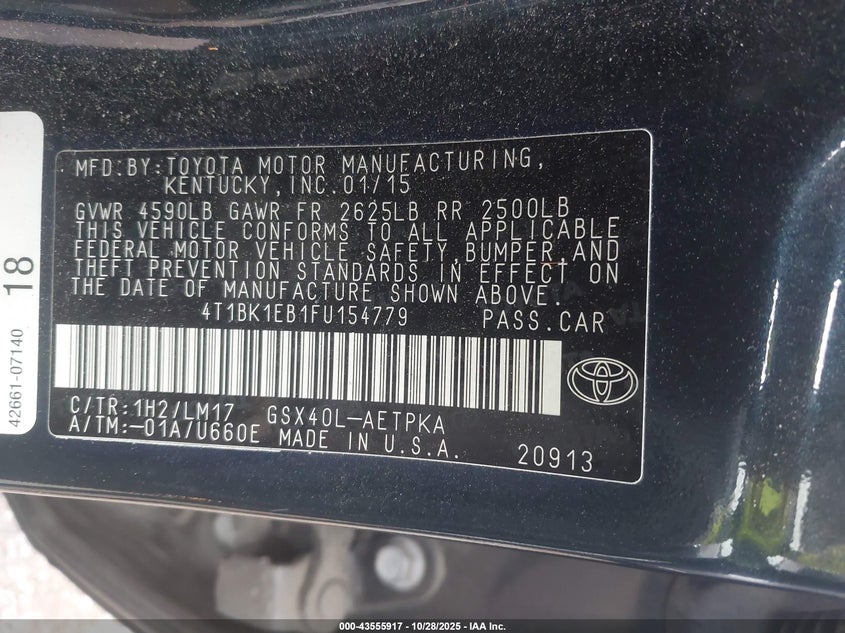 MFD.BY:TOYOTA MOTOR MANUFACTURING,
KENTUCKY,INC.01/15
GVWR 4590LB GAWR FR 2625LB RR 2500LB
THIS VEHICLE CONFORMS TO ALL APPLICABLE
FEDERAL MOTOR VEHICLE SAFETY,BUMPER,AND
THEFT PREVENTION STANDARDS IN EFFECT ON
THE DATE OF MANUFACTURE SHOWN ABOVE.
4T1BK1EB1FU154779 PASS.CAR
C/TR:1H2/LM17 GSX40L-AETPKA
A/TM:-01A/U660E MADE IN U.S.A.
20913
18
42661-07140
000-43555917 • 10/28/2025 • IAA Inc.